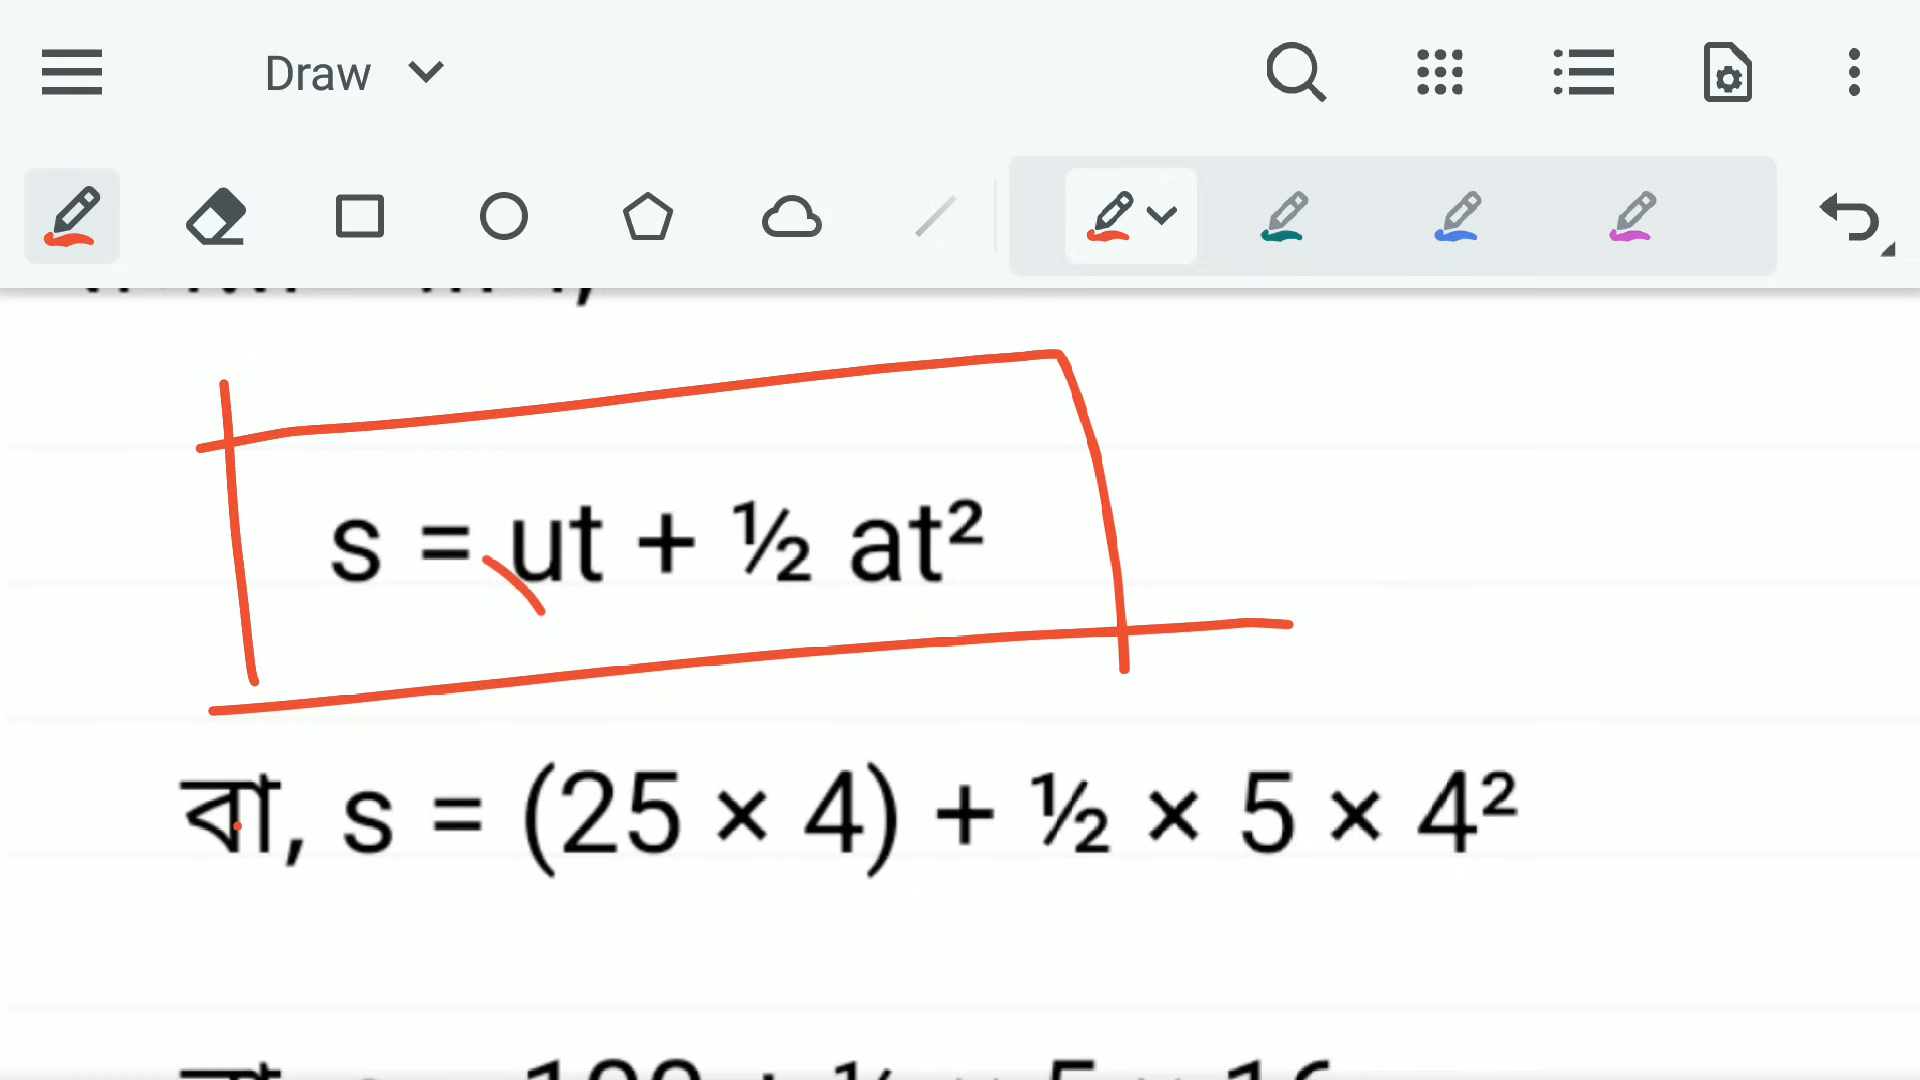 Draw
s = ut + ½ at²
বা, s = (25 × 4) + ½ × 5 × 4²